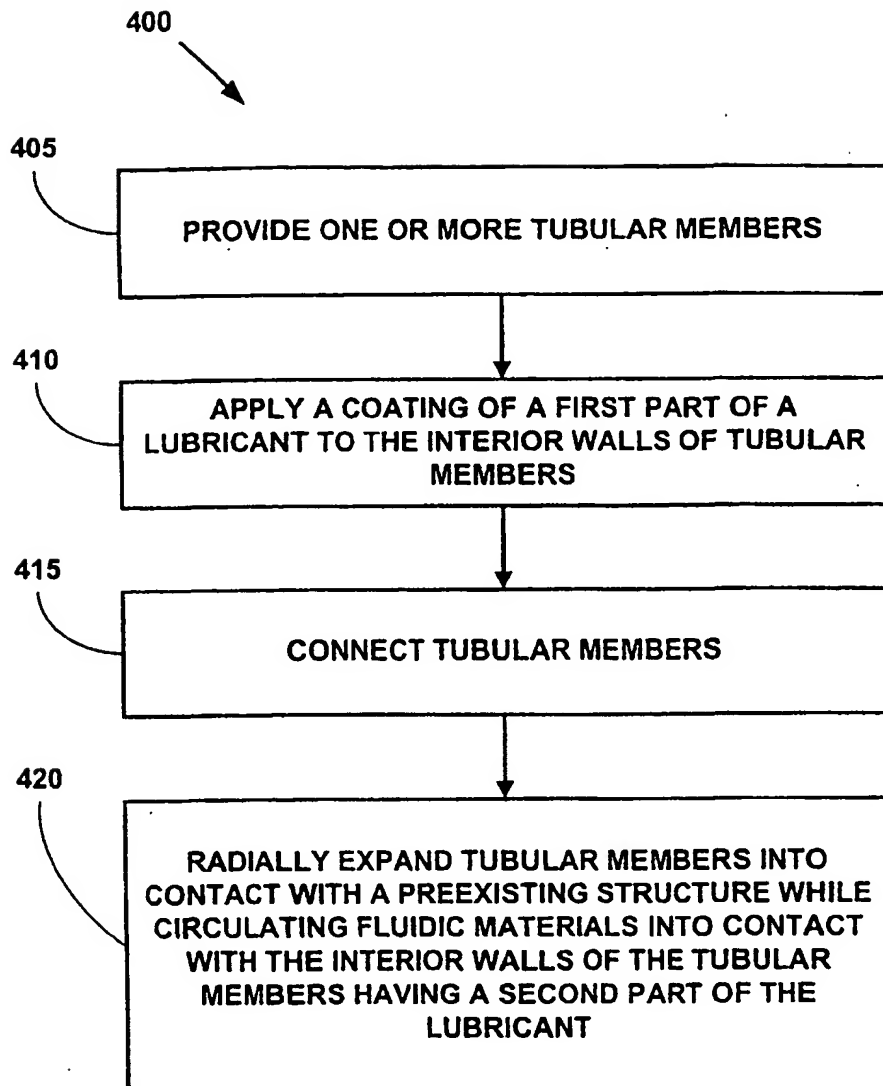 400
405
PROVIDE ONE OR MORE TUBULAR MEMBERS
410
APPLY A COATING OF A FIRST PART OF A
LUBRICANT TO THE INTERIOR WALLS OF TUBULAR
MEMBERS
415
CONNECT TUBULAR MEMBERS
420
RADIALLY EXPAND TUBULAR MEMBERS INTO
CONTACT WITH A PREEXISTING STRUCTURE WHILE
CIRCULATING FLUIDIC MATERIALS INTO CONTACT
WITH THE INTERIOR WALLS OF THE TUBULAR
MEMBERS HAVING A SECOND PART OF THE
LUBRICANT